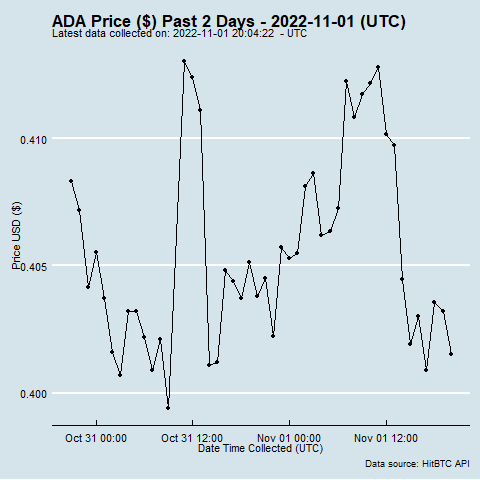 ADA Price ($) Past 2 Days - 2022-11-01 (UTC)
Latest data collected on: 2022-11-01 20:04:22  - UTC
Price USD ($)
0.410
0.405
0.400
Oct 31 00:00
Oct 31 12:00
Nov 01 00:00
Nov 01 12:00
Date Time Collected (UTC)
Data source: HitBTC API